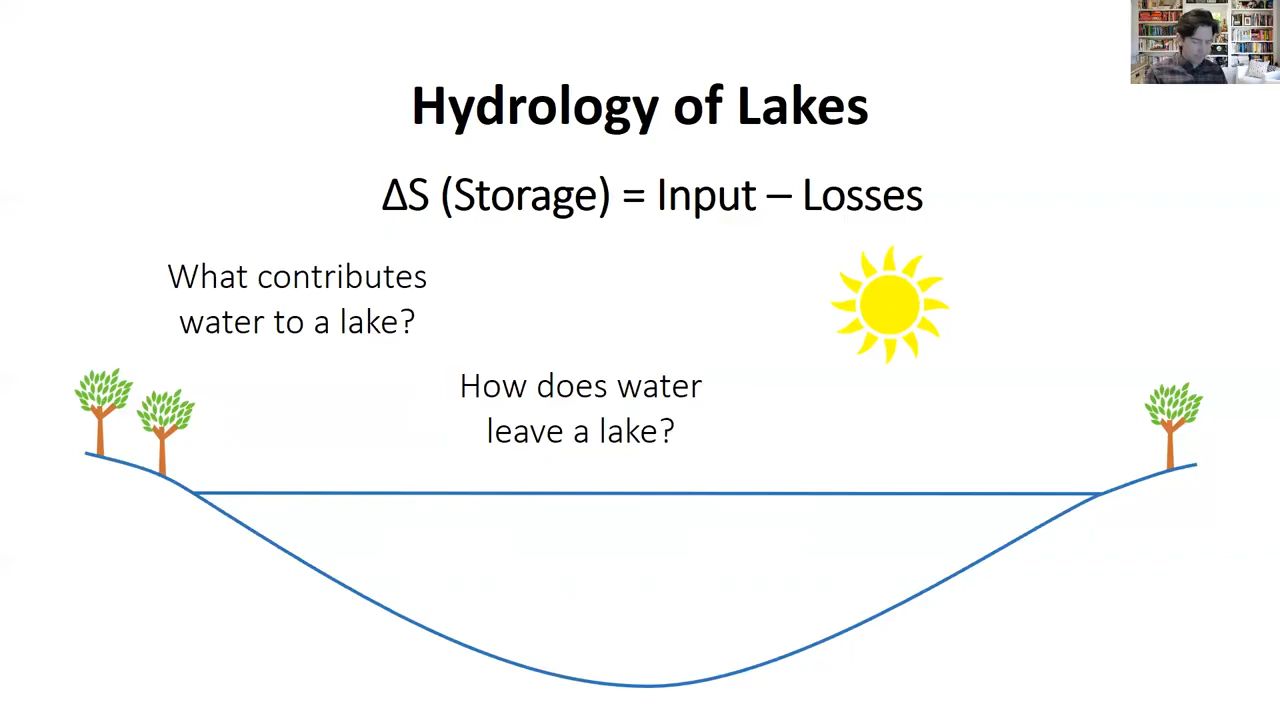 Hydrology of Lakes
ΔS (Storage) = Input – Losses
What contributes
water to a lake?
How does water
leave a lake?